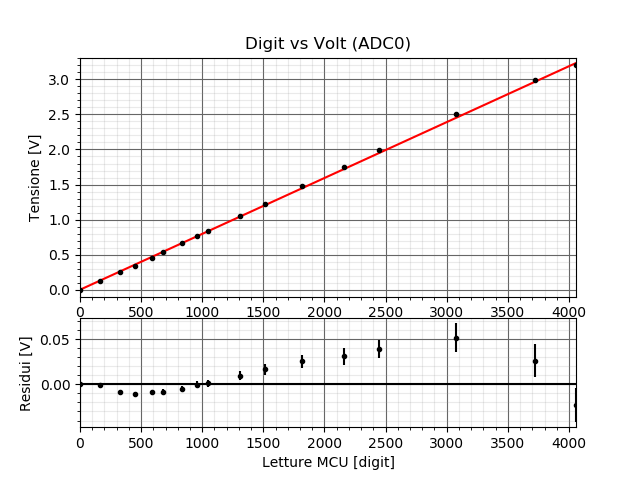 Digit vs Volt (ADC0)
3.0
2.5
2.0
1.5
1.0
0.5
0.0
Tensione [V]
0 500 1000 1500 2000 2500 3000 3500 4000
0.05
0.00
Residui [V]
0 500 1000 1500 2000 2500 3000 3500 4000
Letture MCU [digit]